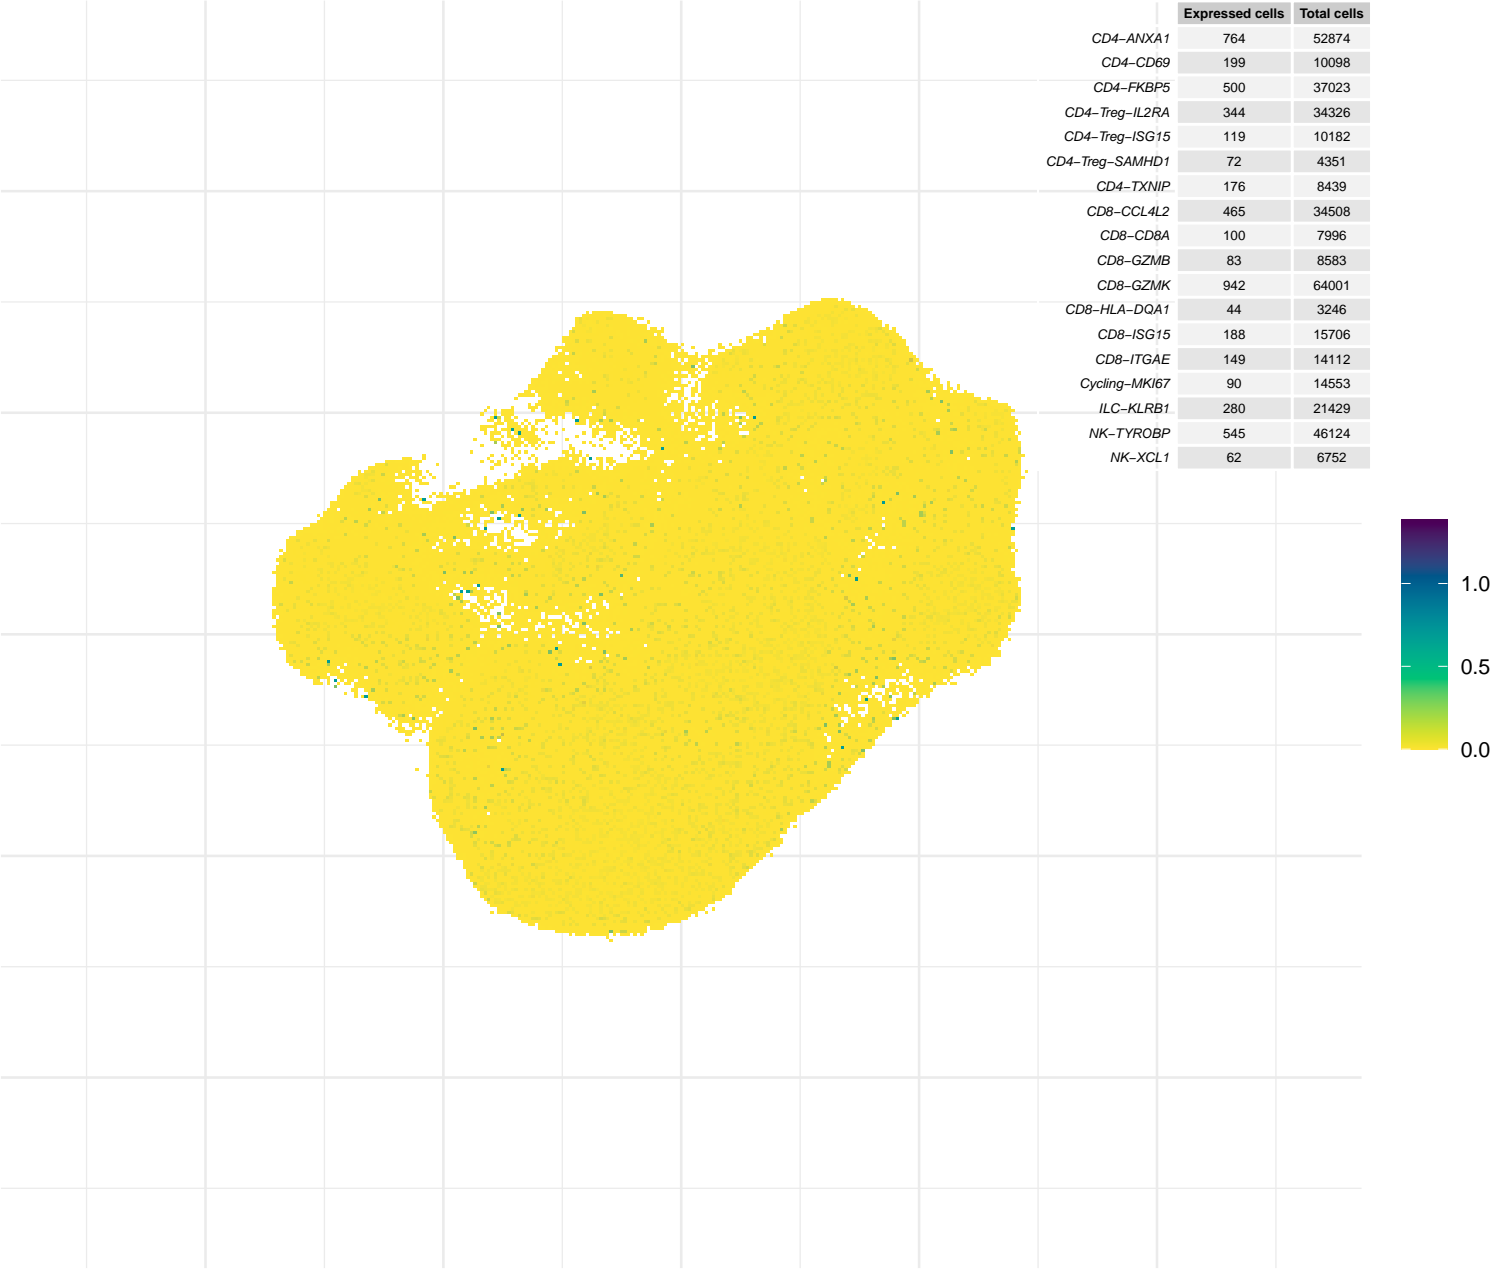 Expressed cells Total cells
CD4−ANXA1 764 52874
CD4−CD69 199 10098
CD4−FKBP5 500 37023
CD4−Treg−IL2RA 344 34326
CD4−Treg−ISG15 119 10182
CD4−Treg−SAMHD1 72 4351
CD4−TXNIP 176 8439
CD8−CCL4L2 465 34508
CD8−CD8A 100 7996
CD8−GZMB 83 8583
CD8−GZMK 942 64001
CD8−HLA−DQA1 44 3246
CD8−ISG15 188 15706
CD8−ITGAE 149 14112
Cycling−MKI67 90 14553
ILC−KLRB1 280 21429
NK−TYROBP 545 46124
NK−XCL1 62 6752
1.0
0.5
0.0